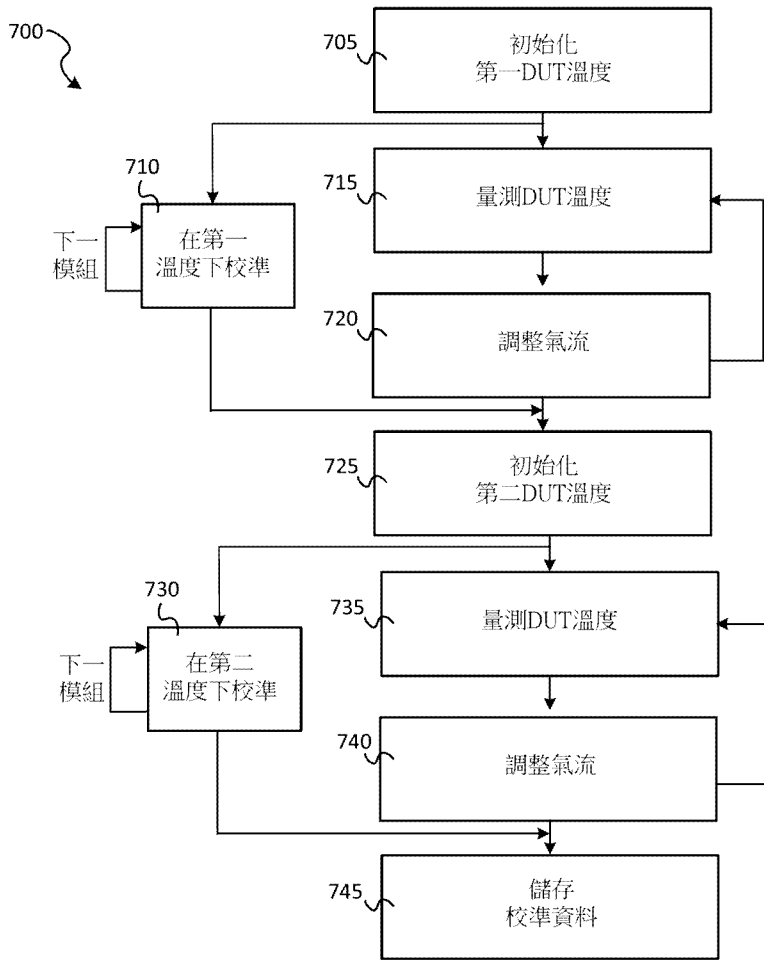 700
705
初始化
第一DUT溫度
710
在第一
溫度下校準
下一
模組
715
量測DUT溫度
720
調整氣流
725
初始化
第二DUT溫度
730
在第二
溫度下校準
下一
模組
735
量測DUT溫度
740
調整氣流
745
儲存
校準資料